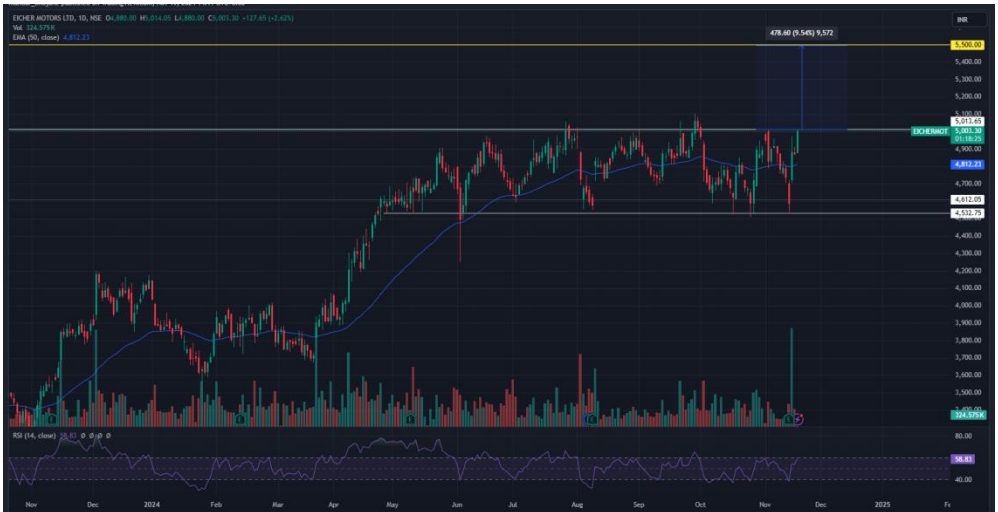 EICHER MOTORS LTD, 1D, NSE O4,880.00 H5,014.05 L4,880.00 C5,003.30 +127.65 (+2.62%)
Vol 324.575K
EMA (50, close) 4,812.23
INR
478.60 (9.54%) 9,572
5,500.00
5,400.00
5,300.00
5,200.00
5,100.00
5,013.65
EICHERMOT 5,003.30
01:18:25
4,900.00
4,812.23
4,700.00
4,612.05
4,532.75
4,400.00
4,300.00
4,200.00
4,100.00
4,000.00
3,900.00
3,800.00
3,700.00
3,600.00
3,500.00
324.575K
E E E E E
RSI (14, close) 58.83 Ø Ø Ø Ø
80.00
58.83
40.00
Nov Dec 2024 Feb Mar Apr May Jun Jul Aug Sep Oct Nov Dec 2025